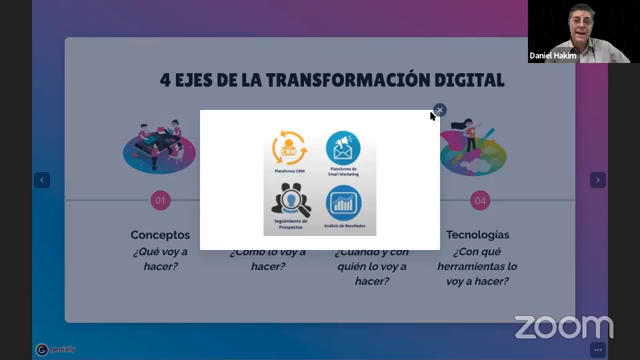 Daniel Hakim
4 EJES DE LA TRANSFORMACIÓN DIGITAL
CRM
Plataforma CRM
Plataforma de
Email Marketing
Seguimiento de
Prospectos
Análisis de Resultados
01
Conceptos
¿Qué voy a
hacer?
¿Cómo lo voy a
hacer?
¿Cuándo y con
quién lo voy a
hacer?
04
Tecnologías
¿Con qué
herramientas lo
voy a hacer?
genially
zoom